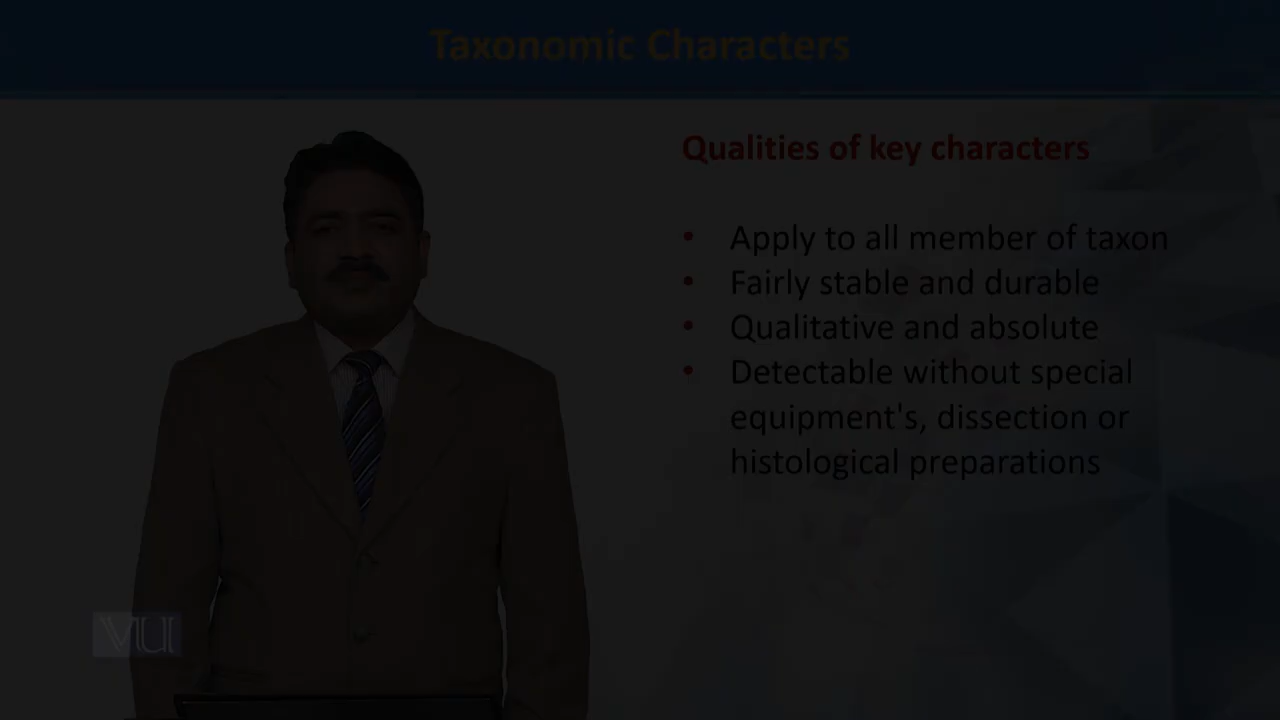 Taxonomic Characters
Qualities of key characters
• Apply to all member of taxon
• Fairly stable and durable
• Qualitative and absolute
• Detectable without special
equipment's, dissection or
histological preparations
VU